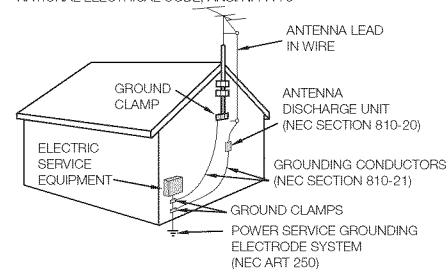 ANTENNA LEAD
IN WIRE
GROUND
CLAMP
ANTENNA
DISCHARGE UNIT
(NEC SECTION 810-20)
ELECTRIC
SERVICE
EQUIPMENT
GROUNDING CONDUCTORS
(NEC SECTION 810-21)
GROUND CLAMPS
POWER SERVICE GROUNDING
ELECTRODE SYSTEM
(NEC ART 250)